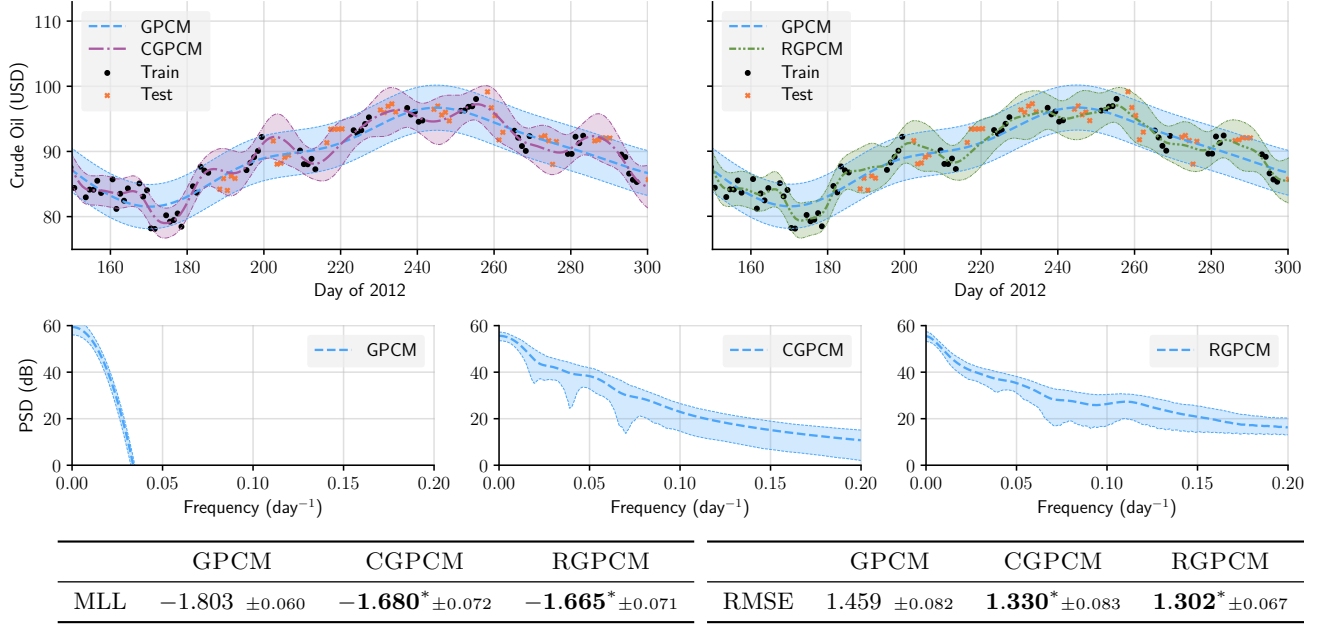 110
100
90
80
Crude Oil (USD)
GPCM
CGPCM
Train
Test
160 180 200 220 240 260 280 300
Day of 2012
GPCM
RGPCM
Train
Test
160 180 200 220 240 260 280 300
Day of 2012
60
40
20
0
PSD (dB)
GPCM
0.00 0.05 0.10 0.15 0.20
Frequency (day⁻¹)
60
40
20
0
CGPCM
0.00 0.05 0.10 0.15 0.20
Frequency (day⁻¹)
60
40
20
0
RGPCM
0.00 0.05 0.10 0.15 0.20
Frequency (day⁻¹)
GPCM CGPCM RGPCM
MLL −1.803 ±0.060 −1.680* ±0.072 −1.665* ±0.071
GPCM CGPCM RGPCM
RMSE 1.459 ±0.082 1.330* ±0.083 1.302* ±0.067